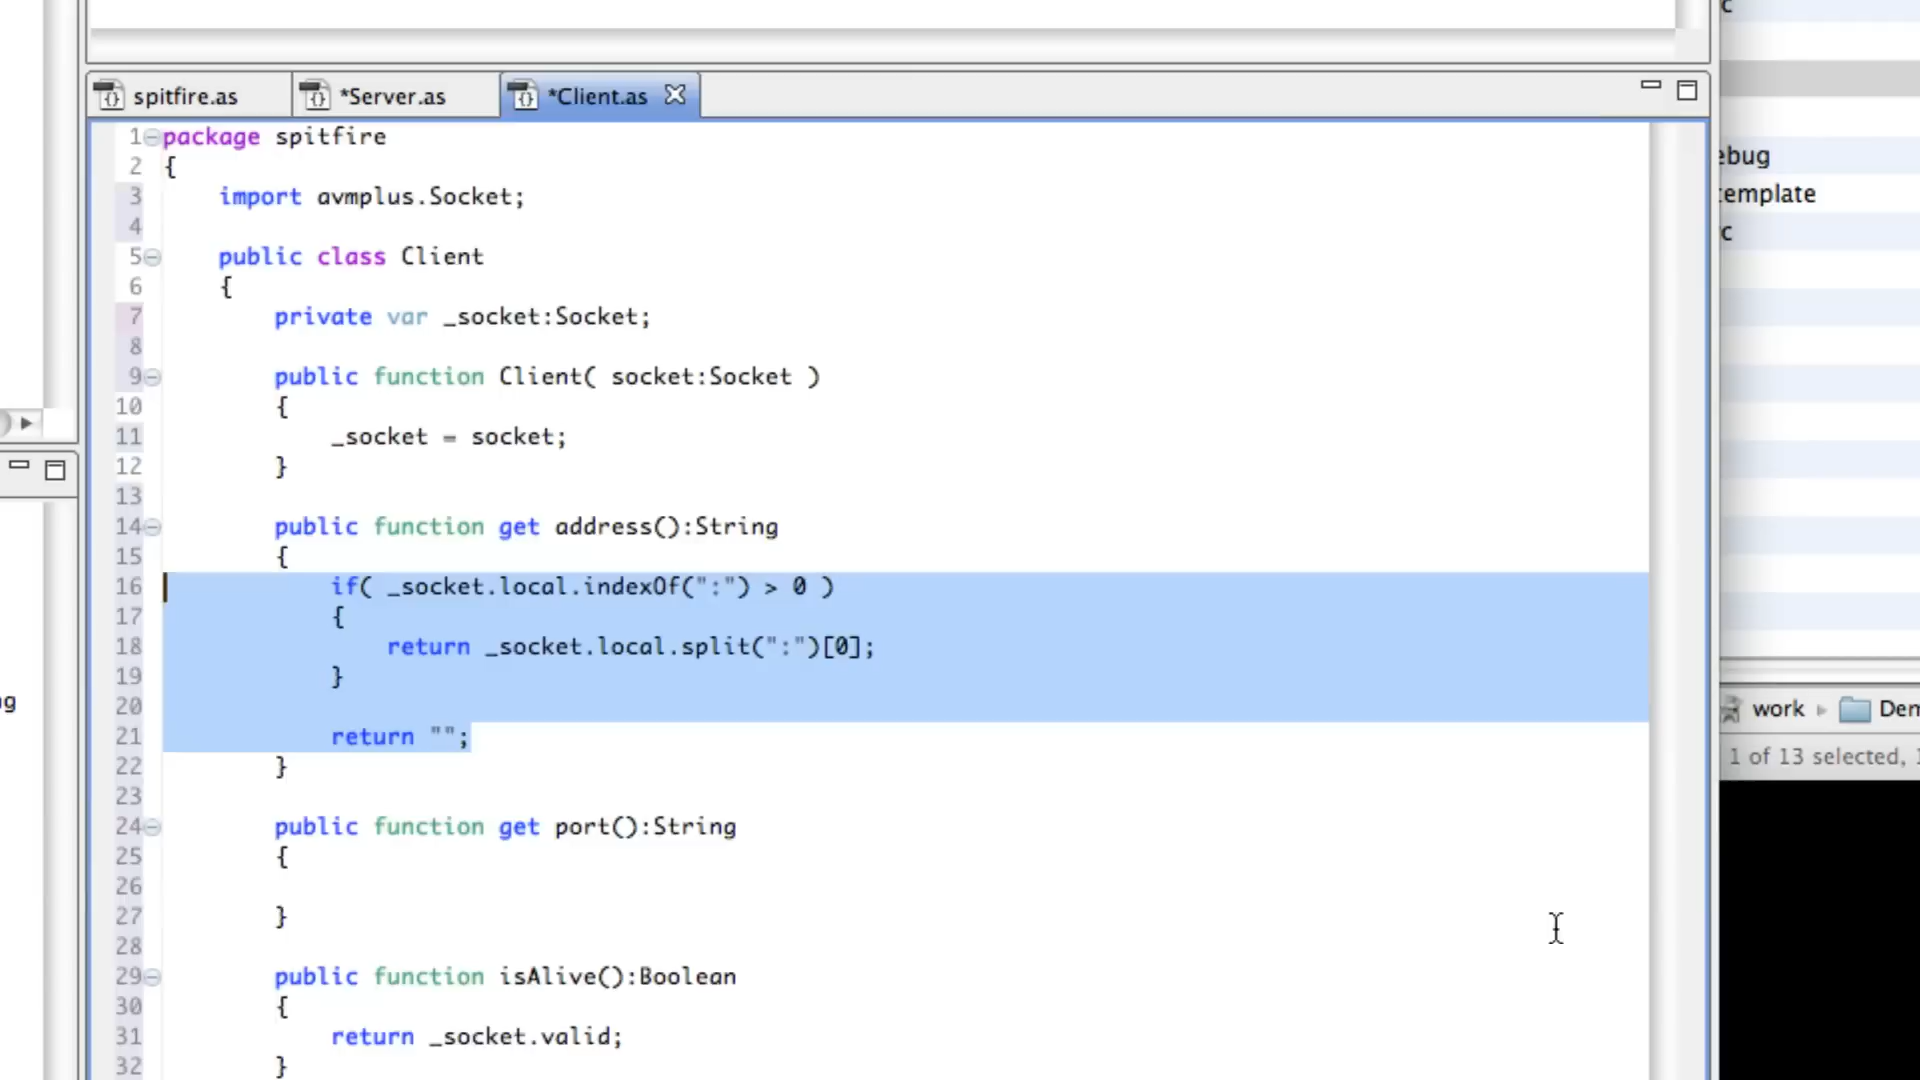 spitfire.as
*Server.as
*Client.as
1 package spitfire
2 {
3 import avmplus.Socket;
4
5 public class Client
6 {
7 private var _socket:Socket;
8
9 public function Client( socket:Socket )
10 {
11 _socket = socket;
12 }
13
14 public function get address():String
15 {
16 if( _socket.local.indexOf(":") > 0 )
17 {
18 return _socket.local.split(":")[0];
19 }
20
21 return "";
22 }
23
24 public function get port():String
25 {
26
27 }
28
29 public function isAlive():Boolean
30 {
31 return _socket.valid;
32 }
ebug
template
rc
work
Dem
1 of 13 selected, 1